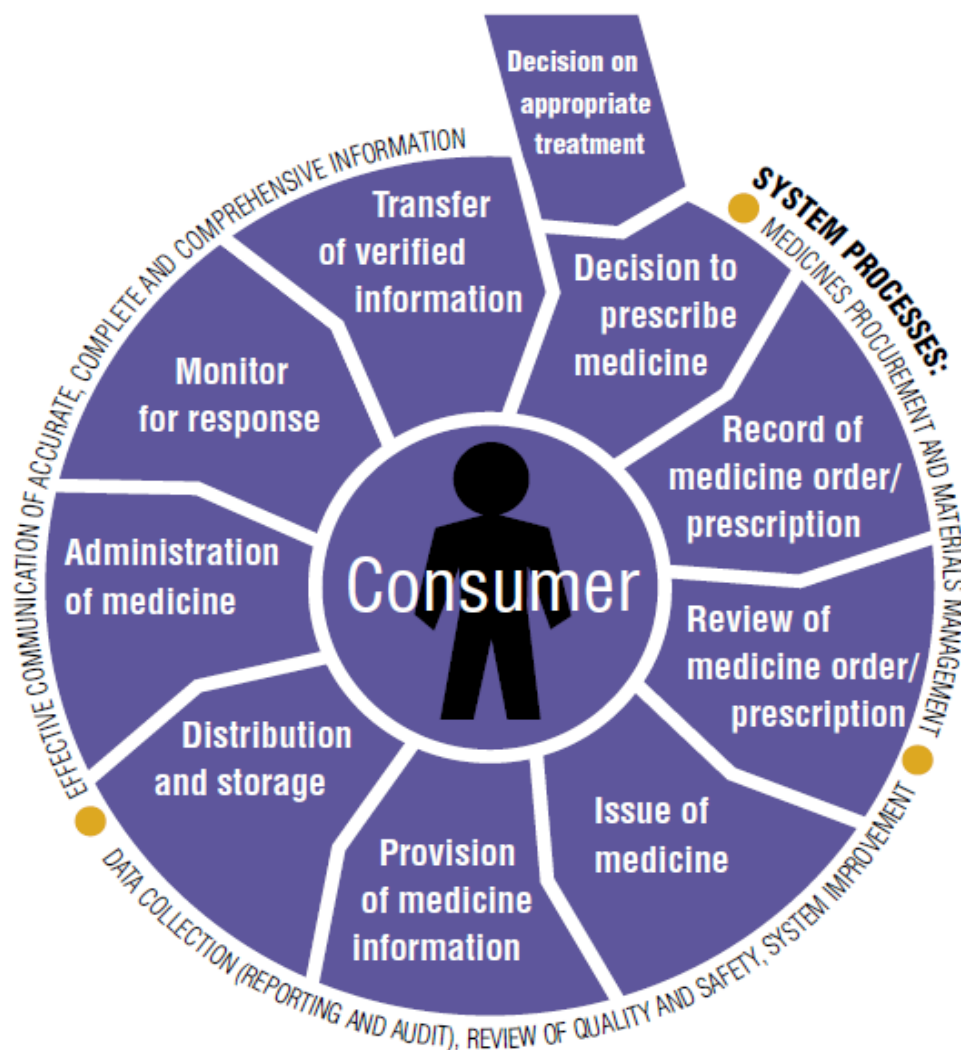 Decision on
appropriate
treatment
SYSTEM PROCESSES:
MEDICINES PROCUREMENT AND MATERIALS MANAGEMENT
DATA COLLECTION (REPORTING AND AUDIT), REVIEW OF QUALITY AND SAFETY, SYSTEM IMPROVEMENT
EFFECTIVE COMMUNICATION OF ACCURATE, COMPLETE AND COMPREHENSIVE INFORMATION
Decision to
prescribe
medicine
Record of
medicine order/
prescription
Review of
medicine order/
prescription
Issue of
medicine
Provision
of medicine
information
Distribution
and storage
Administration
of medicine
Monitor
for response
Transfer
of verified
information
Consumer